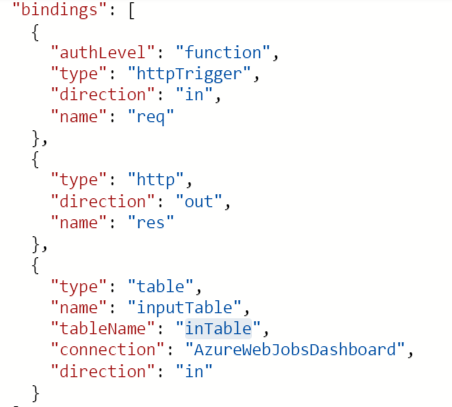 "bindings": [
{
"authLevel": "function",
"type": "httpTrigger",
"direction": "in",
"name": "req"
},
{
"type": "http",
"direction": "out",
"name": "res"
},
{
"type": "table",
"name": "inputTable",
"tableName": "inTable",
"connection": "AzureWebJobsDashboard",
"direction": "in"
}